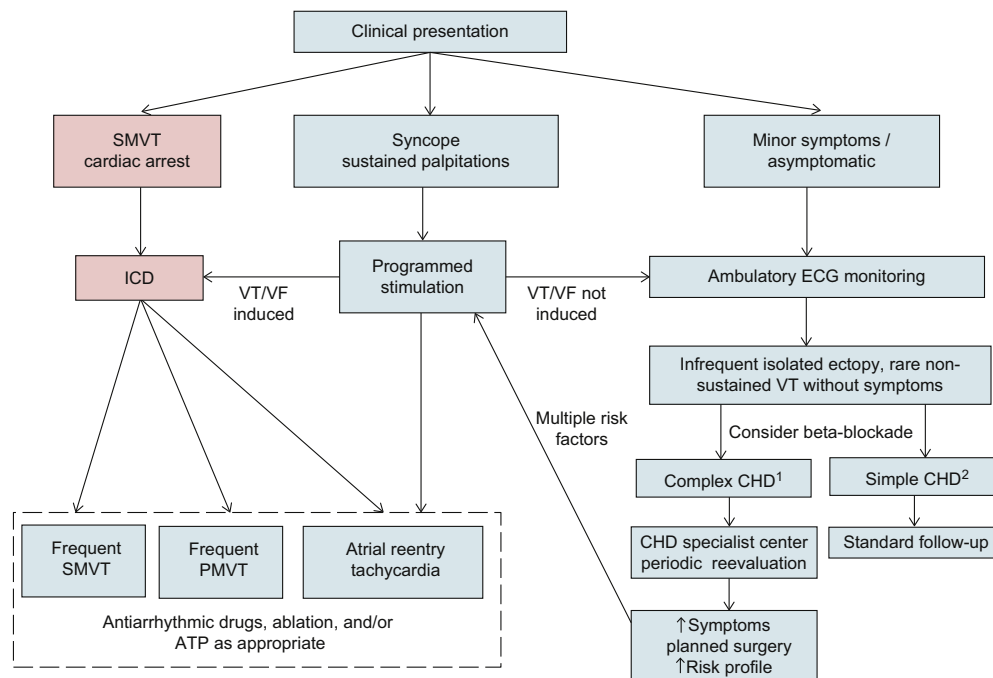 Clinical presentation
SMVT
cardiac arrest
Syncope
sustained palpitations
Minor symptoms /
asymptomatic
ICD
VT/VF
induced
Programmed
stimulation
VT/VF not
induced
Ambulatory ECG monitoring
Infrequent isolated ectopy, rare non-
sustained VT without symptoms
Multiple risk
factors
Consider beta-blockade
Complex CHD1
Simple CHD2
CHD specialist center
periodic reevaluation
Standard follow-up
Frequent
SMVT
Frequent
PMVT
Atrial reentry
tachycardia
Antiarrhythmic drugs, ablation, and/or
ATP as appropriate
↑Symptoms
planned surgery
↑Risk profile